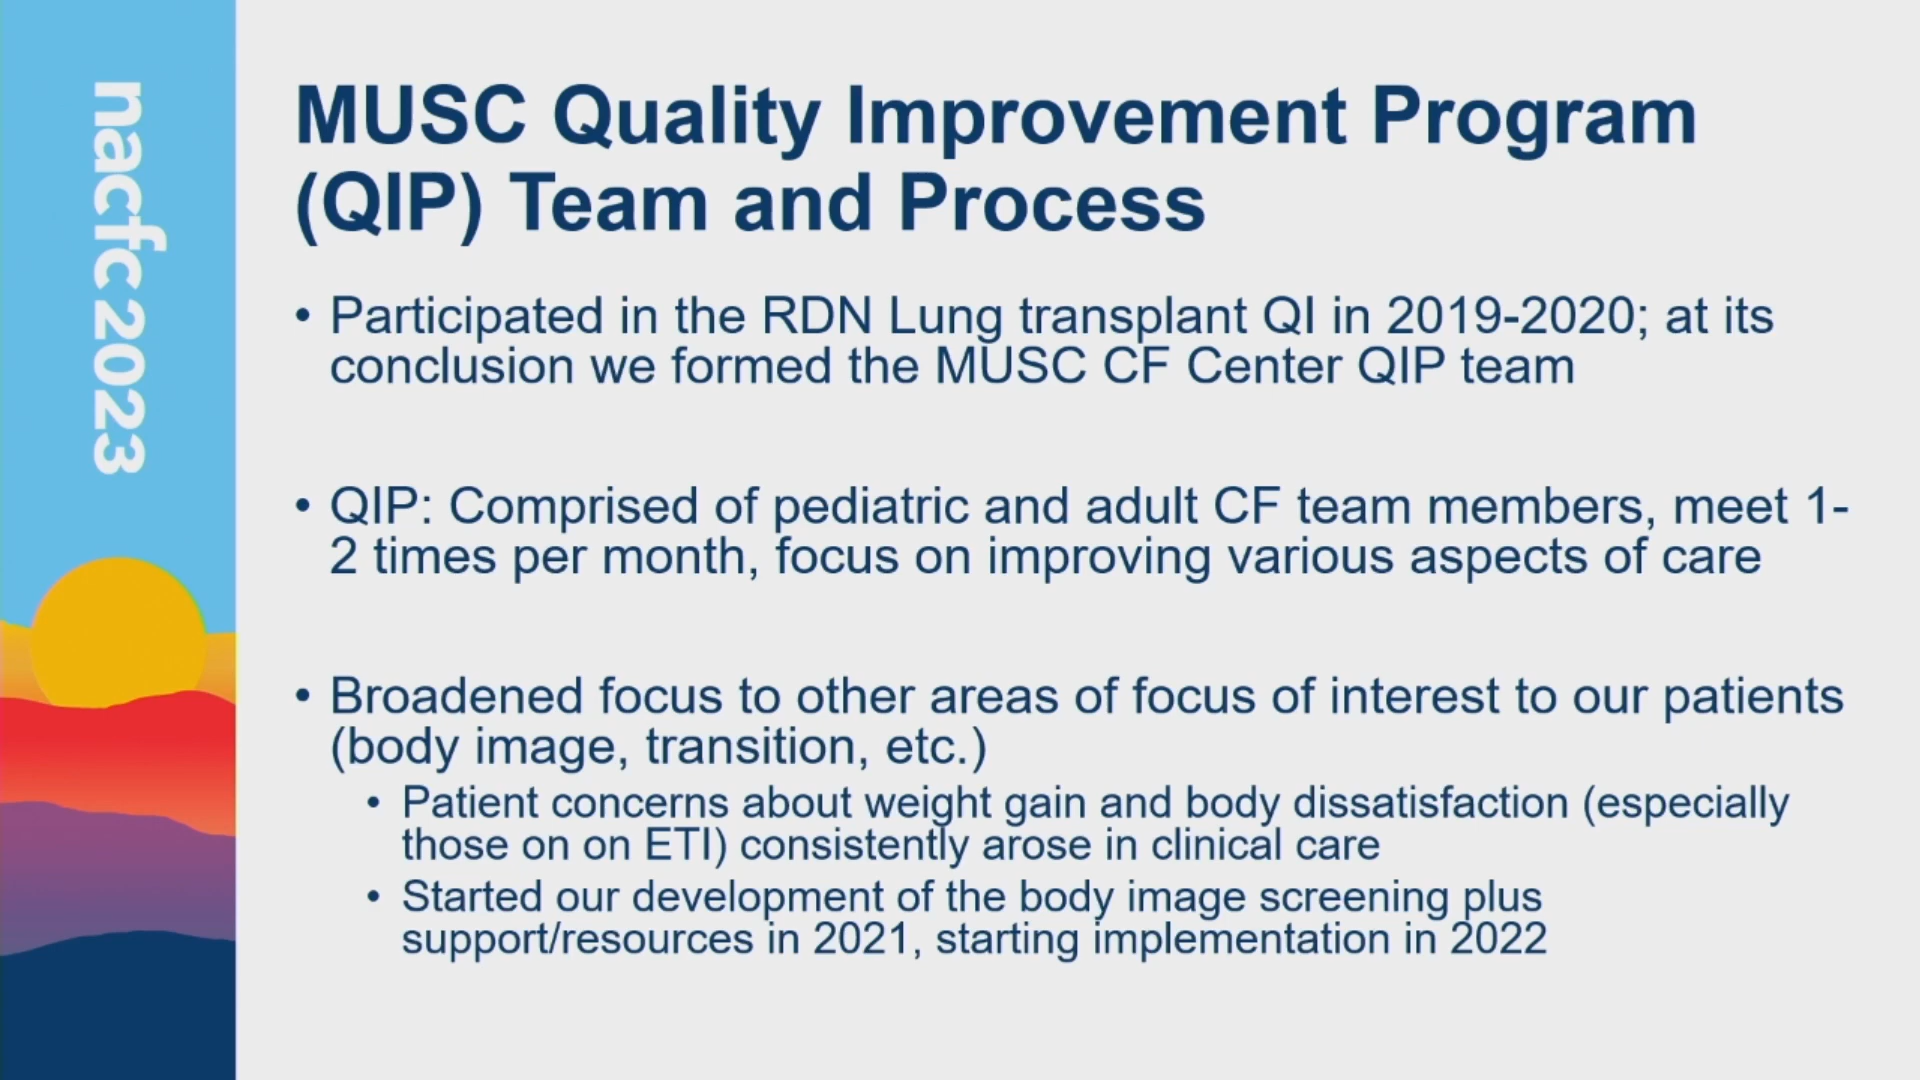 nacfc 2023
MUSC Quality Improvement Program
(QIP) Team and Process
• Participated in the RDN Lung transplant QI in 2019-2020; at its
conclusion we formed the MUSC CF Center QIP team
• QIP: Comprised of pediatric and adult CF team members, meet 1-
2 times per month, focus on improving various aspects of care
• Broadened focus to other areas of focus of interest to our patients
(body image, transition, etc.)
• Patient concerns about weight gain and body dissatisfaction (especially
those on on ETI) consistently arose in clinical care
• Started our development of the body image screening plus
support/resources in 2021, starting implementation in 2022